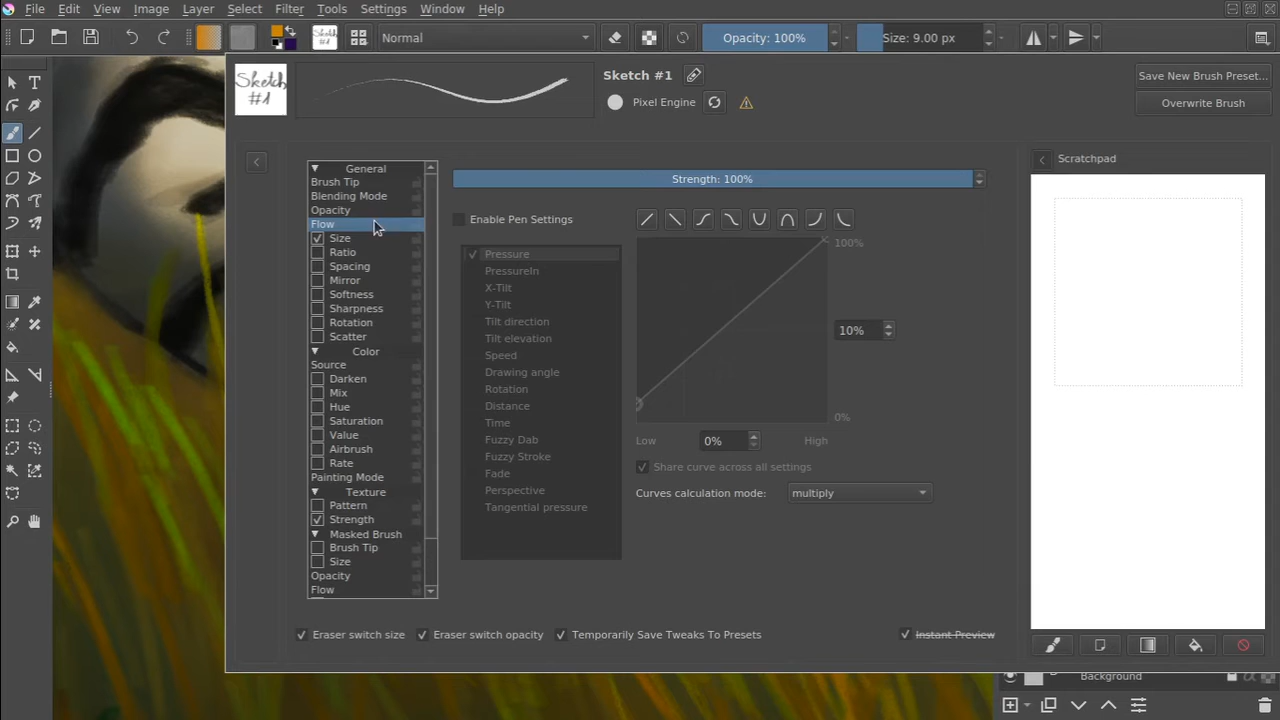 File Edit View Image Layer Select Filter Tools Settings Window Help
Normal Opacity: 100% Size: 9.00 px
Sketch #1
Sketch #1
Save New Brush Preset...
Pixel Engine
Overwrite Brush
Scratchpad
General
Brush Tip
Blending Mode
Opacity
Flow
Size
Ratio
Spacing
Mirror
Softness
Sharpness
Rotation
Scatter
Color
Source
Darken
Mix
Hue
Saturation
Value
Airbrush
Rate
Painting Mode
Texture
Pattern
Strength
Masked Brush
Brush Tip
Size
Opacity
Flow
Strength: 100%
Enable Pen Settings
Pressure
PressureIn
X-Tilt
Y-Tilt
Tilt direction
Tilt elevation
Speed
Drawing angle
Rotation
Distance
Time
Fuzzy Dab
Fuzzy Stroke
Fade
Perspective
Tangential pressure
100%
10%
0%
Low 0% High
Share curve across all settings
Curves calculation mode: multiply
Eraser switch size Eraser switch opacity Temporarily Save Tweaks To Presets Instant Preview
Background